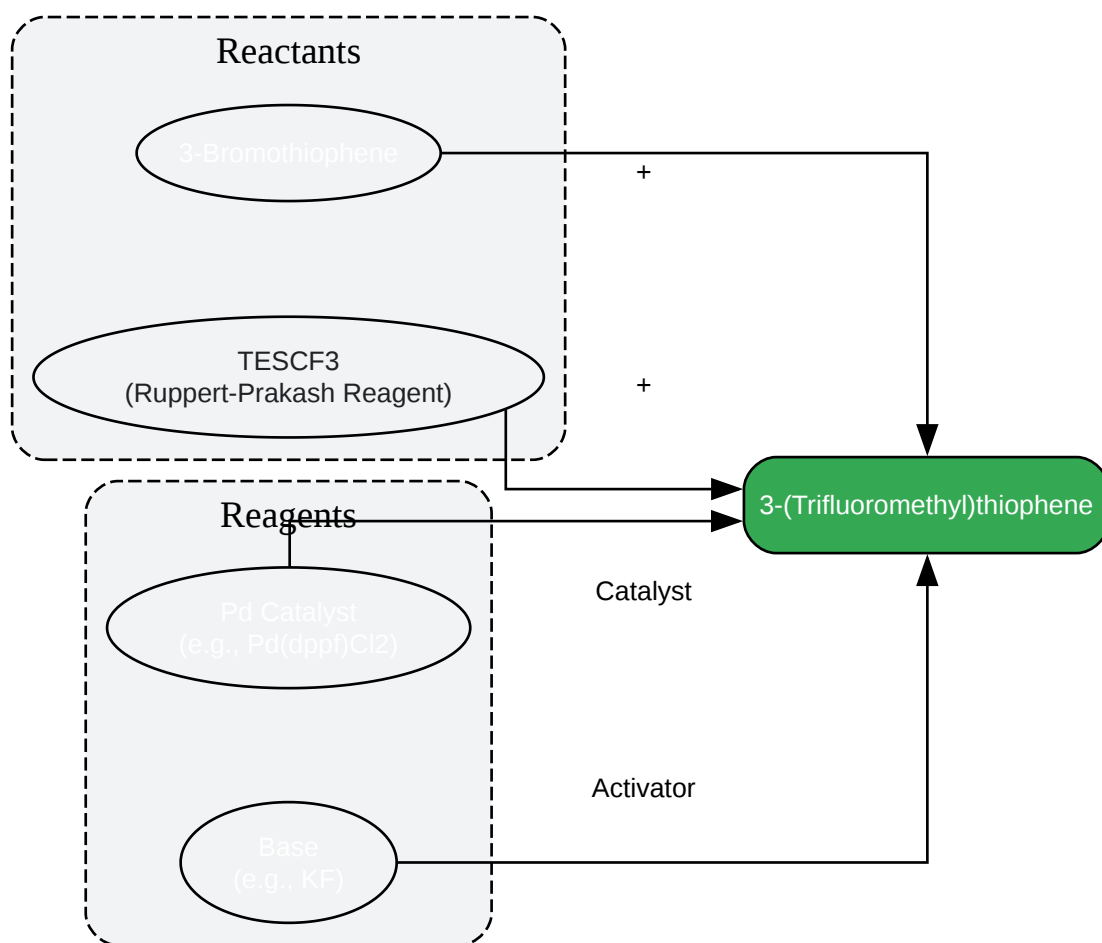 Reactants
3-Bromothiophene
+
TESCF3
(Ruppert-Prakash Reagent)
+
3-(Trifluoromethyl)thiophene
Reagents
Pd Catalyst
(e.g., Pd(dppf)Cl2)
Catalyst
Activator
Base
(e.g., KF)